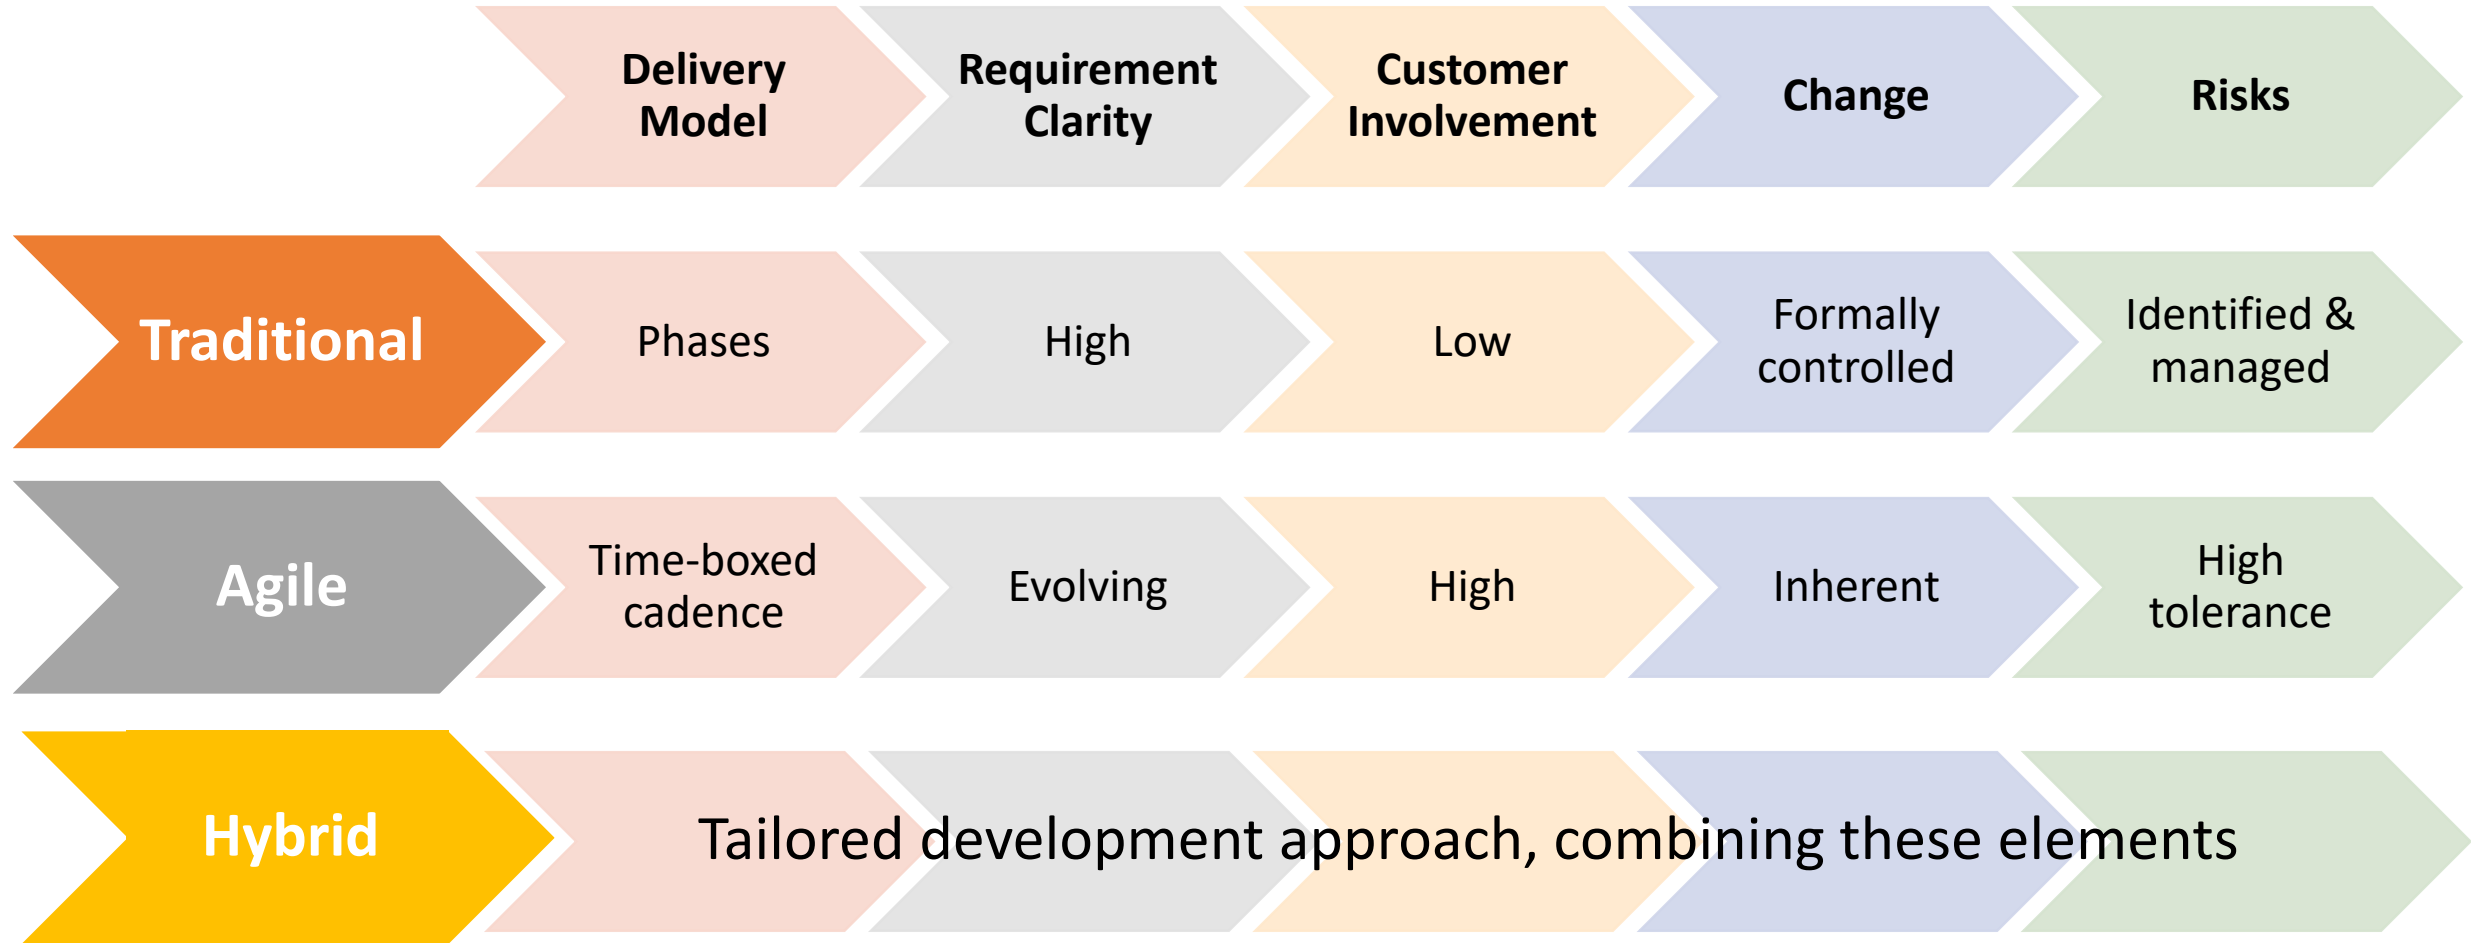 Delivery
Model
Requirement
Clarity
Customer
Involvement
Change
Risks
Traditional
Phases
High
Low
Formally
controlled
Identified &
managed
Agile
Time-boxed
cadence
Evolving
High
Inherent
High
tolerance
Hybrid
Tailored development approach, combining these elements